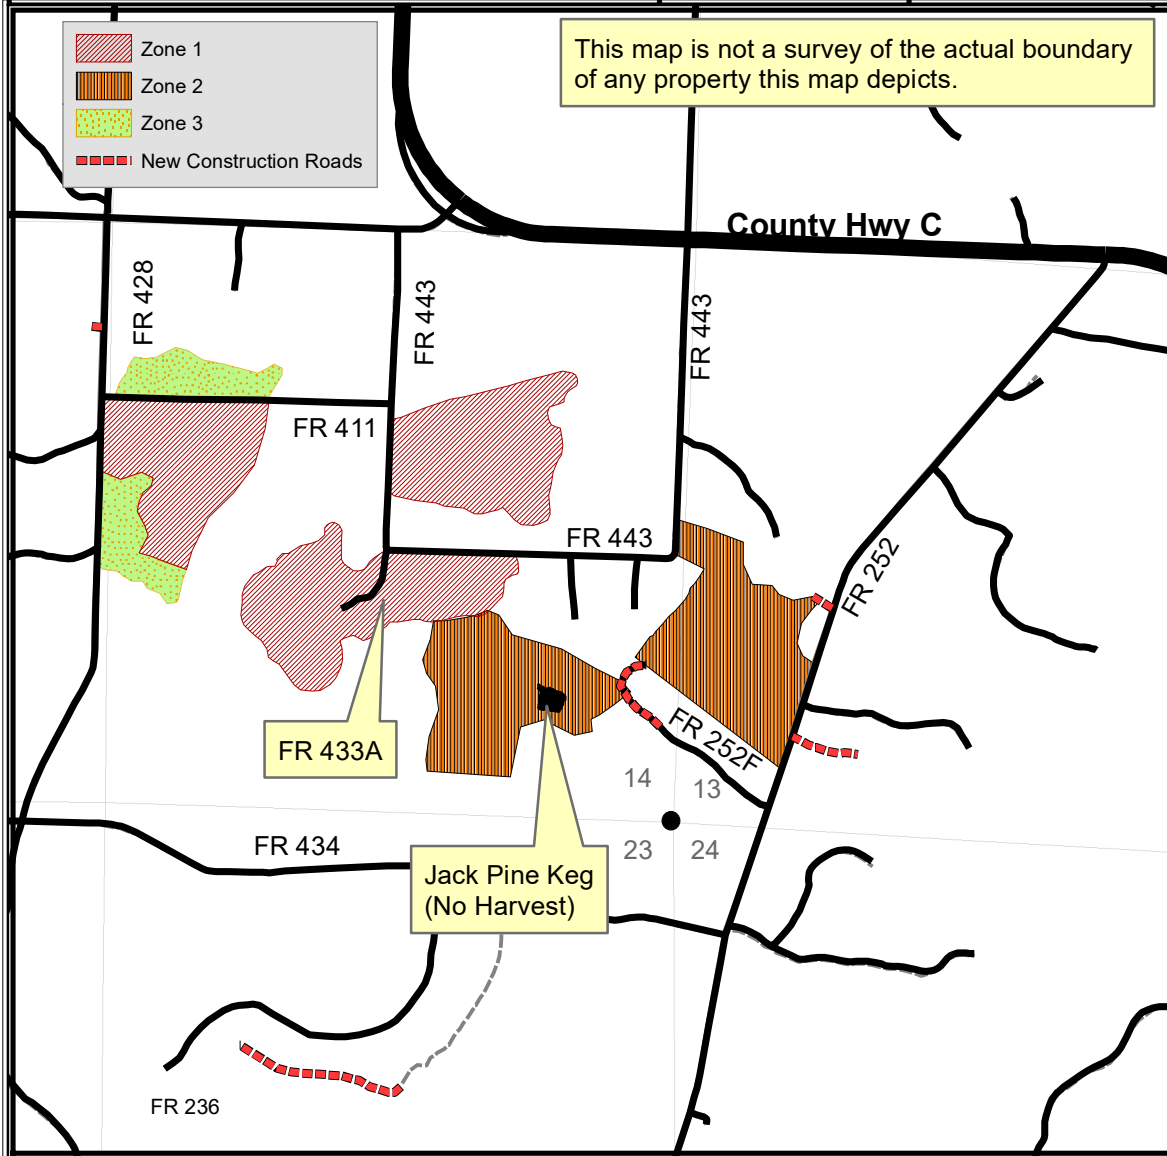 Zone 1
Zone 2
Zone 3
New Construction Roads
This map is not a survey of the actual boundary
of any property this map depicts.
County Hwy C
FR 428
FR 443
FR 443
FR 411
FR 443
FR 252
FR 433A
FR 252F
14
13
23
24
FR 434
Jack Pine Keg
(No Harvest)
FR 236